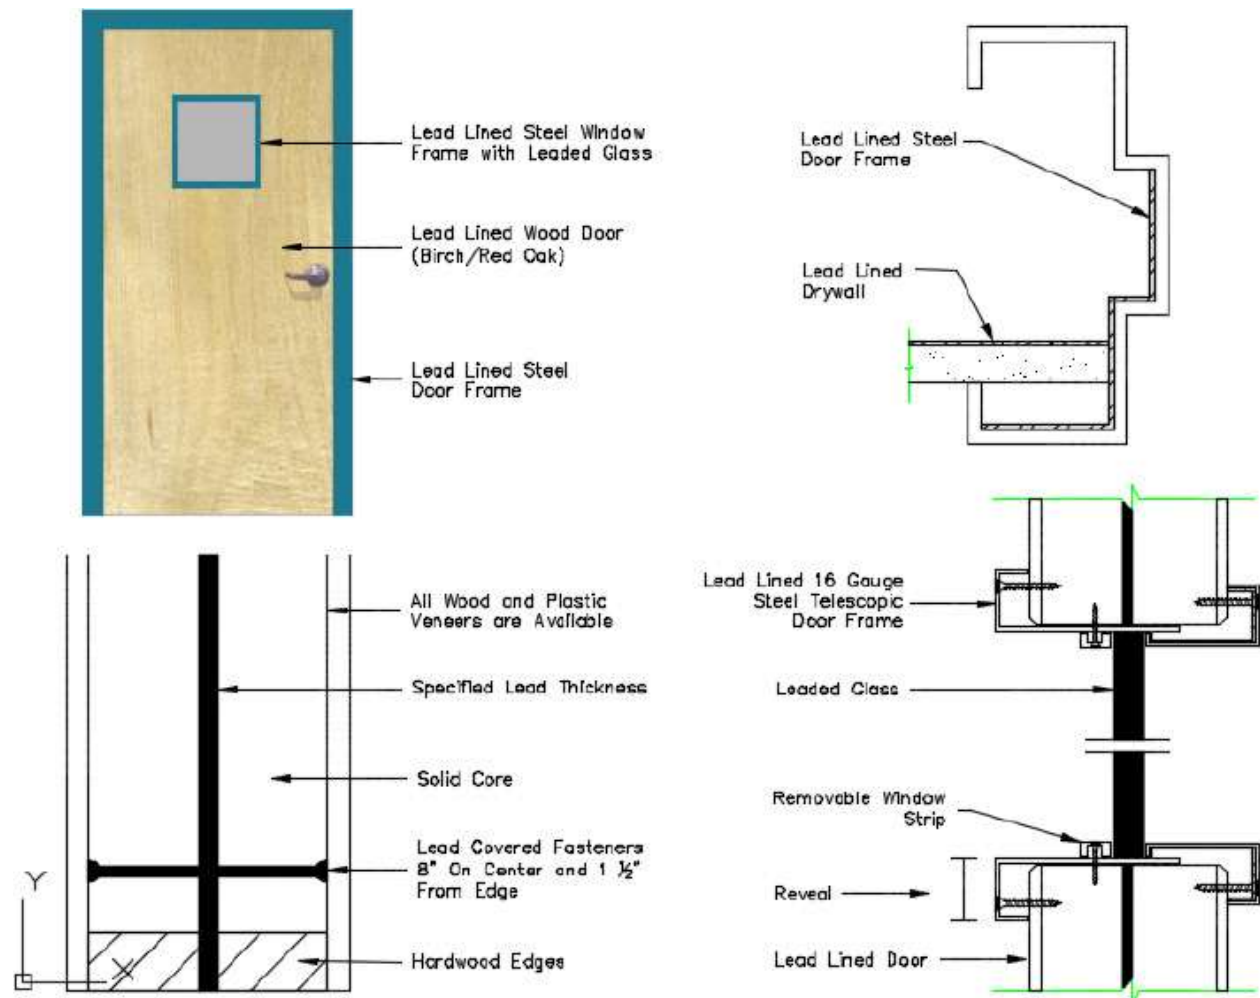 Lead Lined Steel Window
Frame with Leaded Glass
Lead Lined Wood Door
(Birch/Red Oak)
Lead Lined Steel
Door Frame
Lead Lined Steel
Door Frame
Lead Lined
Drywall
All Wood and Plastic
Veneers are Available
Specified Lead Thickness
Solid Core
Lead Covered Fasteners
8" On Center and 1 ½"
From Edge
Hardwood Edges
Y
X
Lead Lined 16 Gauge
Steel Telescopic
Door Frame
Leaded Glass
Removable Window
Strip
Reveal
Lead Lined Door